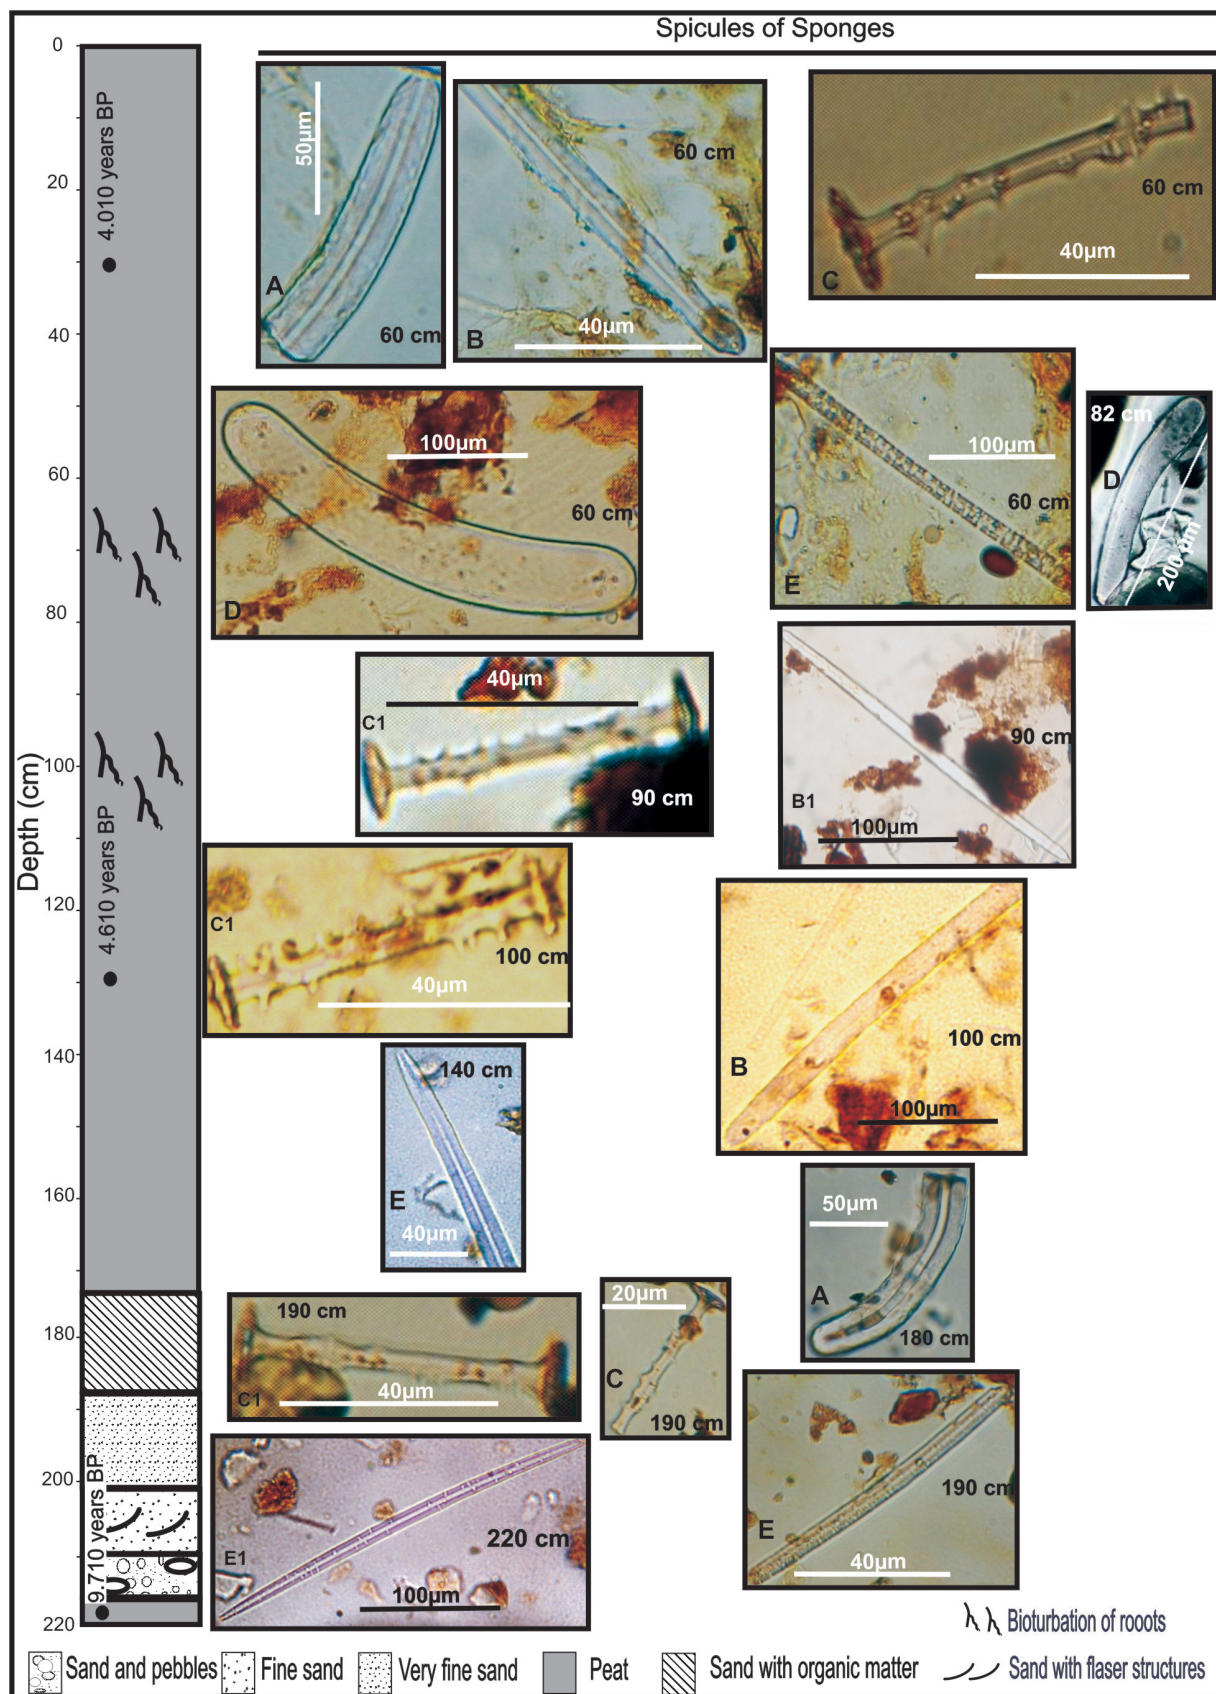 Spicules of Sponges
Depth (cm)
0
20
40
60
80
100
120
140
160
180
200
220
4.010 years BP
4.610 years BP
9.710 years BP
50µm
A
60 cm
60 cm
B
40µm
60 cm
C
40µm
100µm
60 cm
D
100µm
60 cm
E
82 cm
D
200 µm
40µm
C1
90 cm
90 cm
B1
100µm
C1
100 cm
40µm
100 cm
B
100µm
140 cm
E
40µm
50µm
A
180 cm
190 cm
C1
40µm
20µm
C
190 cm
190 cm
E
40µm
220 cm
E1
100µm
Bioturbation of rooots
Sand and pebbles
Fine sand
Very fine sand
Peat
Sand with organic matter
Sand with flaser structures